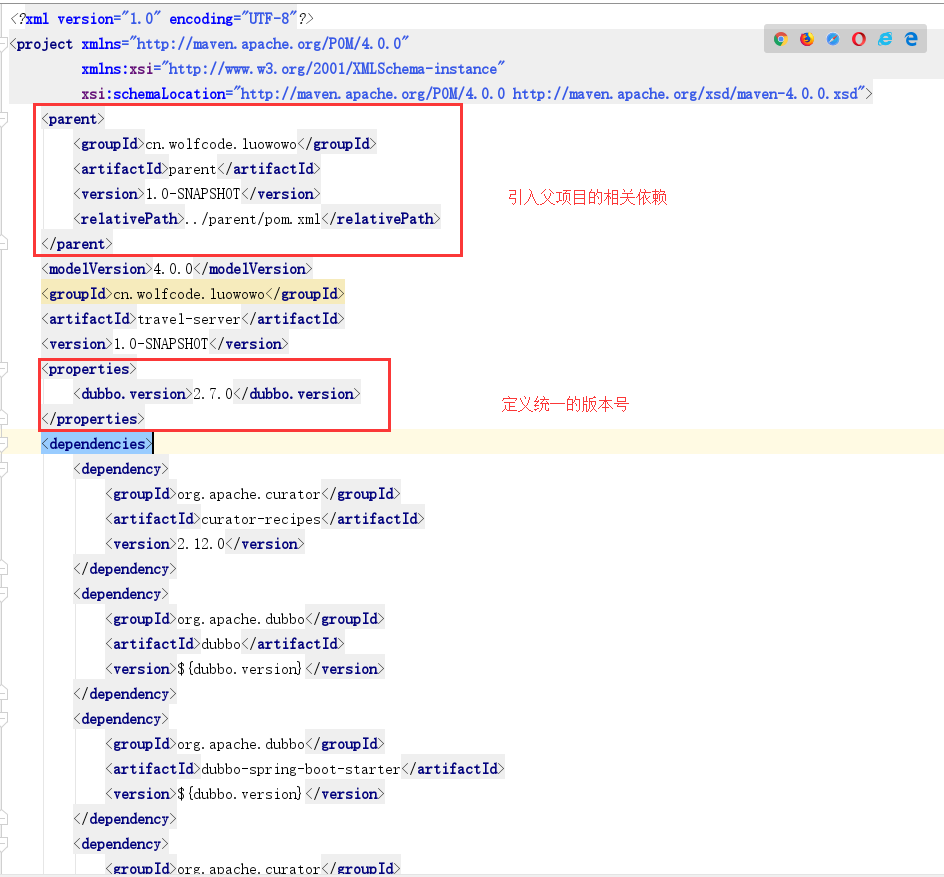 <?xml version="1.0" encoding="UTF-8"?>
<project xmlns="http://maven.apache.org/POM/4.0.0"
xmlns:xsi="http://www.w3.org/2001/XMLSchema-instance"
xsi:schemaLocation="http://maven.apache.org/POM/4.0.0 http://maven.apache.org/xsd/maven-4.0.0.xsd">
<parent>
<groupId>cn.wolfcode.luowowo</groupId>
<artifactId>parent</artifactId>
<version>1.0-SNAPSHOT</version>
引入父项目的相关依赖
<relativePath>../parent/pom.xml</relativePath>
</parent>
<modelVersion>4.0.0</modelVersion>
<groupId>cn.wolfcode.luowowo</groupId>
<artifactId>travel-server</artifactId>
<version>1.0-SNAPSHOT</version>
<properties>
<dubbo.version>2.7.0</dubbo.version>
定义统一的版本号
</properties>
<dependencies>
<dependency>
<groupId>org.apache.curator</groupId>
<artifactId>curator-recipes</artifactId>
<version>2.12.0</version>
</dependency>
<dependency>
<groupId>org.apache.dubbo</groupId>
<artifactId>dubbo</artifactId>
<version>${dubbo.version}</version>
</dependency>
<dependency>
<groupId>org.apache.dubbo</groupId>
<artifactId>dubbo-spring-boot-starter</artifactId>
<version>${dubbo.version}</version>
</dependency>
<dependency>
<groupId>org.apache.curator</groupId>